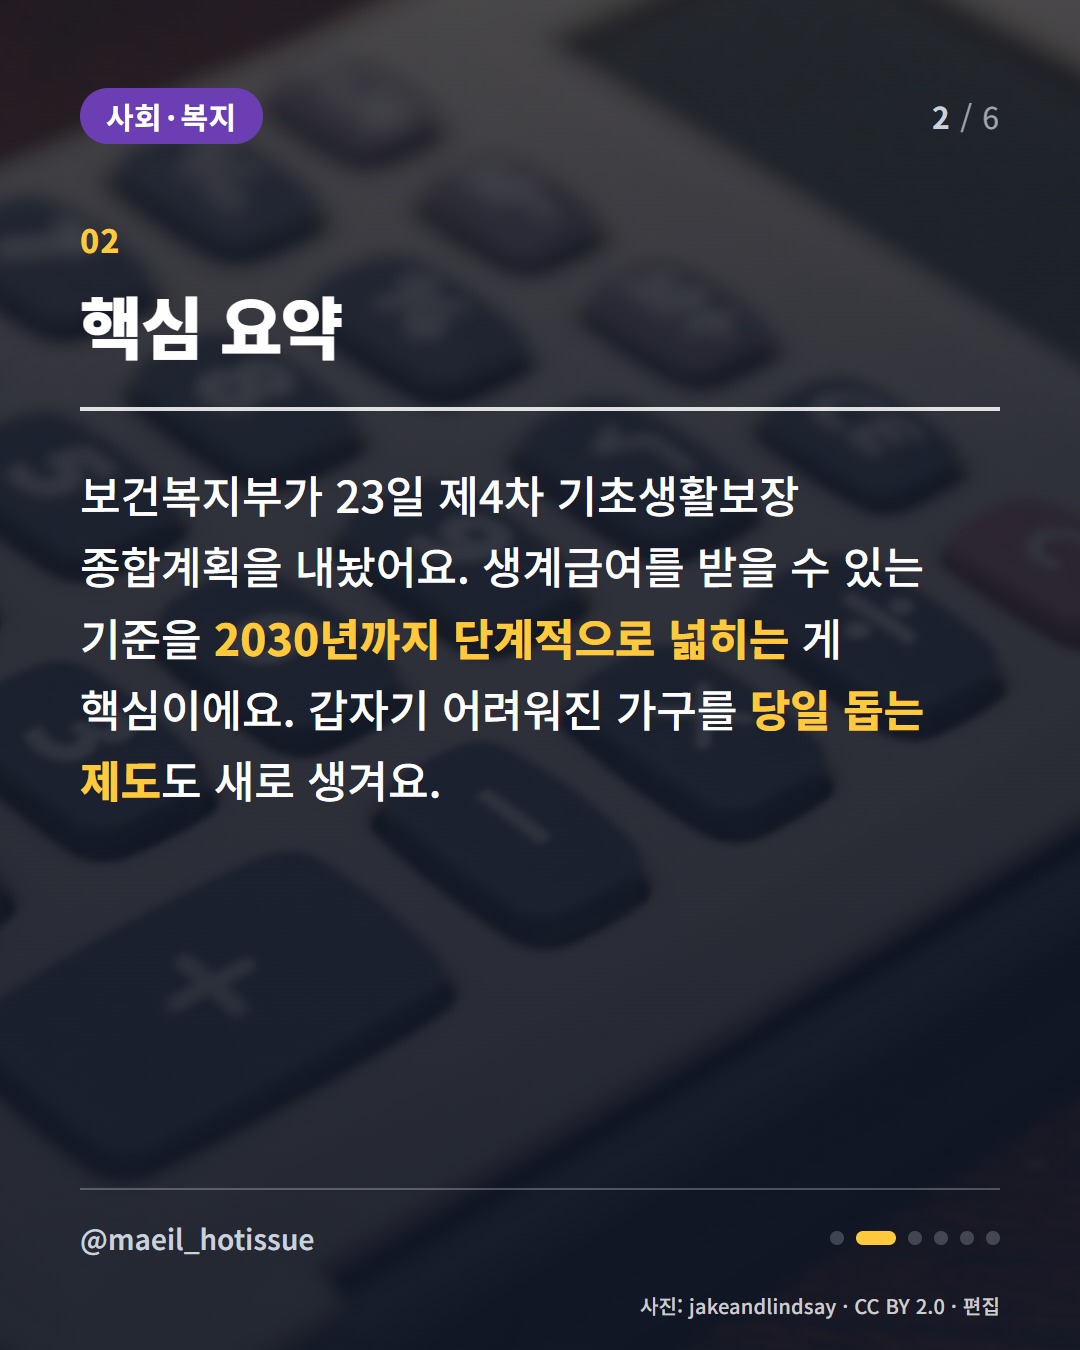 사회·복지
2 / 6
02
핵심 요약
보건복지부가 23일 제4차 기초생활보장
종합계획을 내놨어요. 생계급여를 받을 수 있는
기준을 2030년까지 단계적으로 넓히는 게
핵심이에요. 갑자기 어려워진 가구를 당일 돕는
제도도 새로 생겨요.
@maeil_hotissue
사진: jakeandlindsay · CC BY 2.0 · 편집